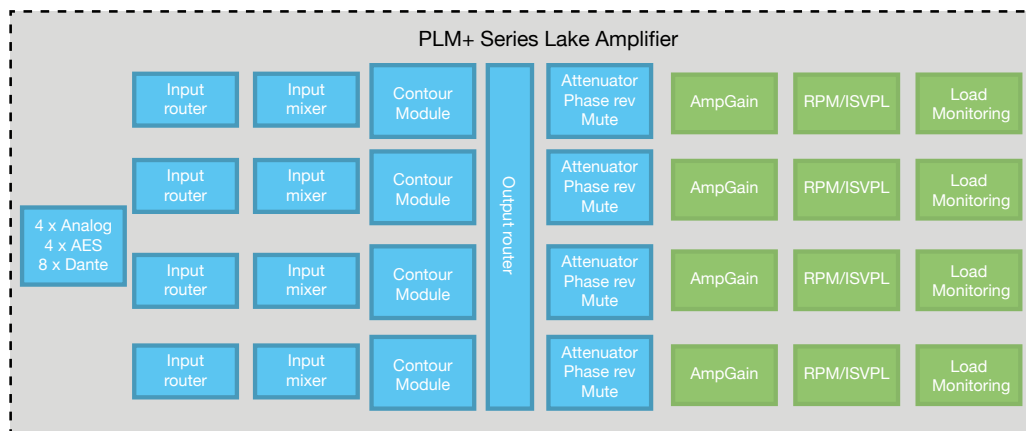 PLM+ Series Lake Amplifier
4 x Analog
4 x AES
8 x Dante
Input
router
Input
mixer
Contour
Module
Output router
Attenuator
Phase rev
Mute
AmpGain
RPM/ISVPL
Load
Monitoring
Input
router
Input
mixer
Contour
Module
Attenuator
Phase rev
Mute
AmpGain
RPM/ISVPL
Load
Monitoring
Input
router
Input
mixer
Contour
Module
Attenuator
Phase rev
Mute
AmpGain
RPM/ISVPL
Load
Monitoring
Input
router
Input
mixer
Contour
Module
Attenuator
Phase rev
Mute
AmpGain
RPM/ISVPL
Load
Monitoring